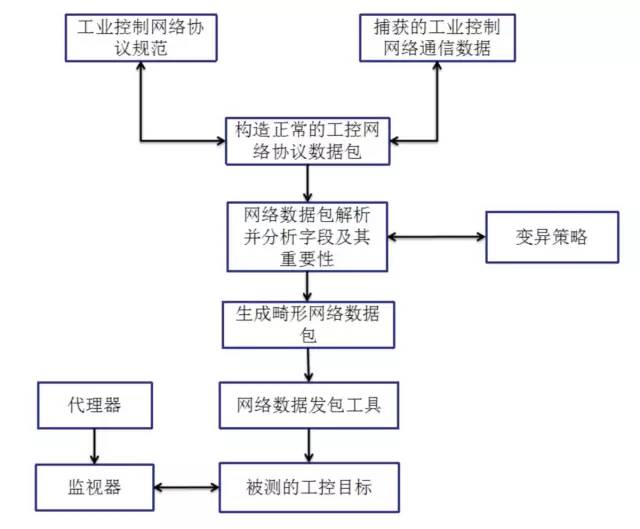 工业控制网络协
议规范
捕获的工业控制
网络通信数据
构造正常的工控网
络协议数据包
网络数据包解析
并分析字段及其
重要性
变异策略
生成畸形网络数据
包
代理器
网络数据发包工具
监视器
被测的工控目标